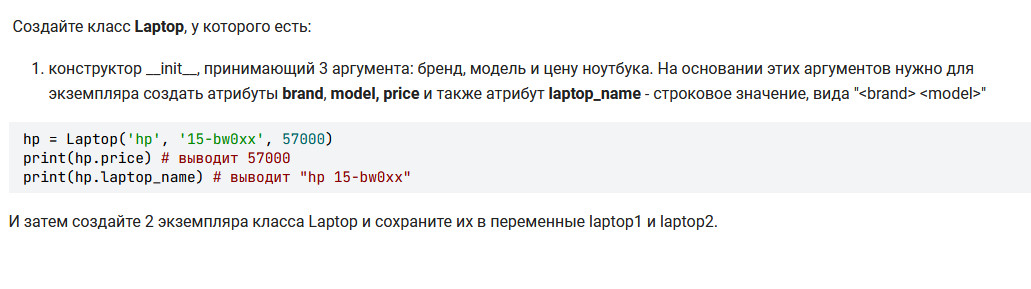 Создайте класс Laptop, у которого есть:
1. конструктор __init__, принимающий 3 аргумента: бренд, модель и цену ноутбука. На основании этих аргументов нужно для
экземпляра создать атрибуты brand, model, price и также атрибут laptop_name - строковое значение, вида "<brand> <model>"
hp = Laptop('hp', '15-bw0xx', 57000)
print(hp.price) # выводит 57000
print(hp.laptop_name) # выводит "hp 15-bw0xx"
И затем создайте 2 экземпляра класса Laptop и сохраните их в переменные laptop1 и laptop2.